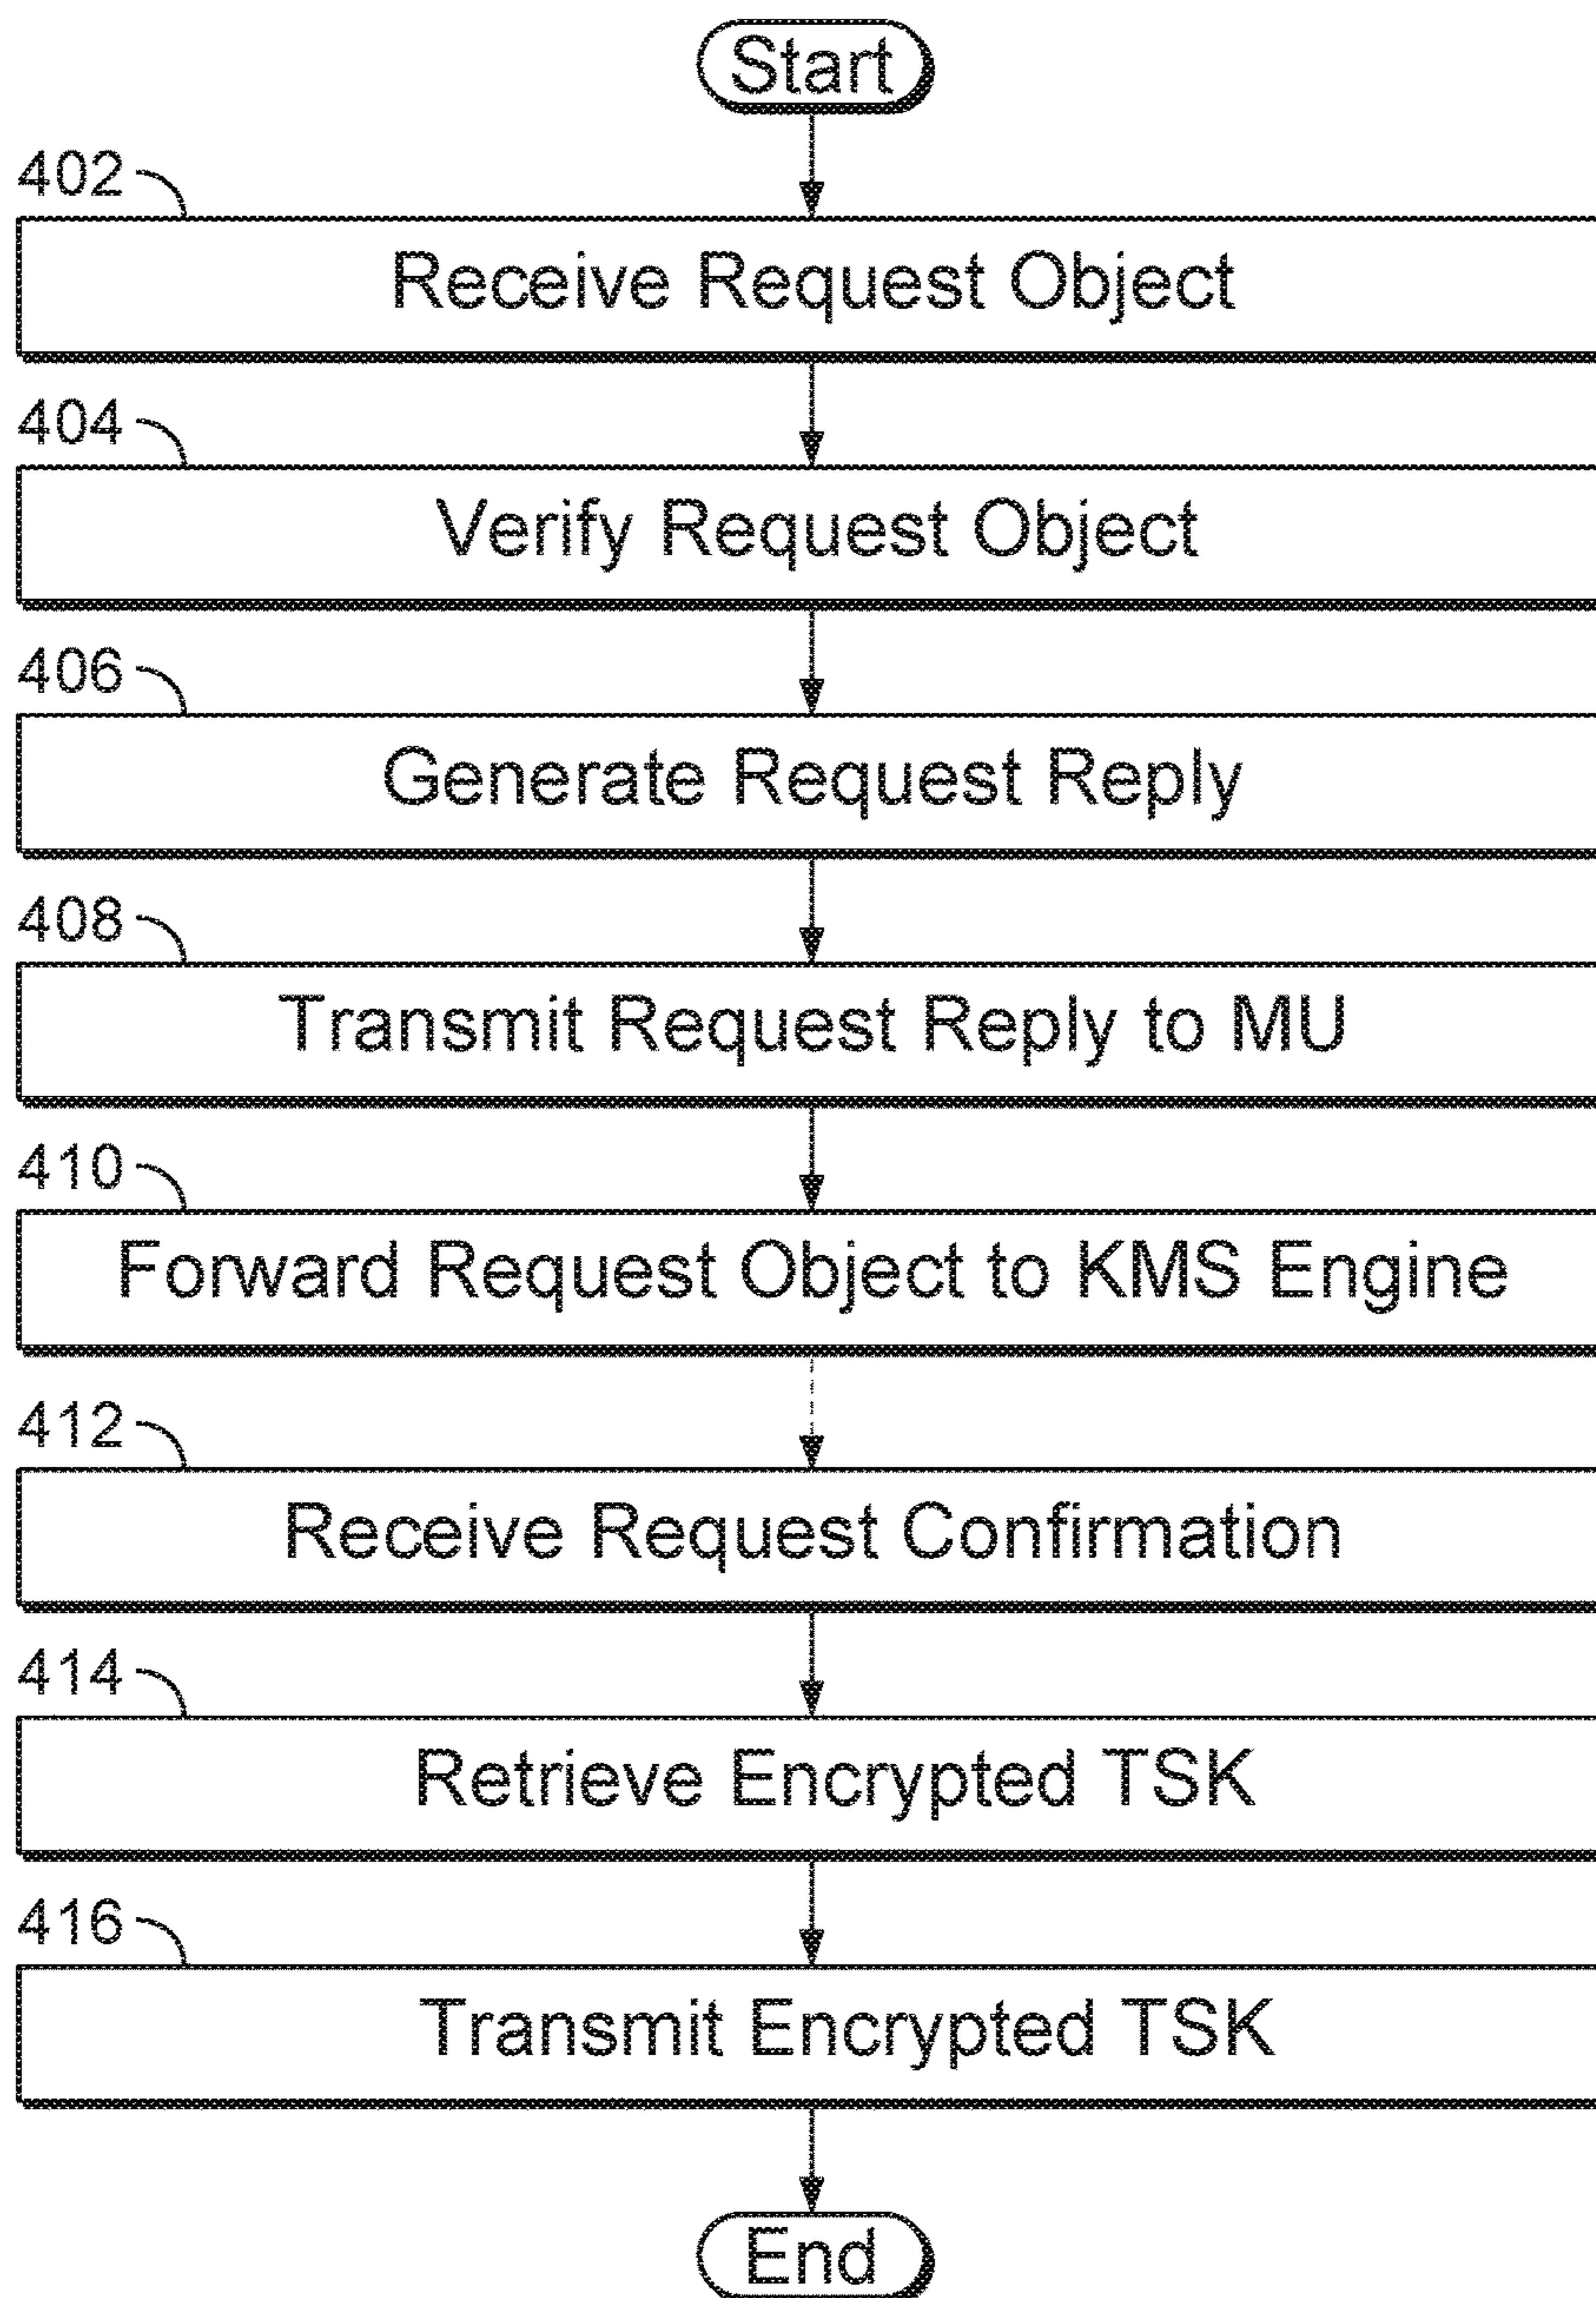 Start
402
Receive Request Object
404
Verify Request Object
406
Generate Request Reply
408
Transmit Request Reply to MU
410
Forward Request Object to KMS Engine
412
Receive Request Confirmation
414
Retrieve Encrypted TSK
416
Transmit Encrypted TSK
End